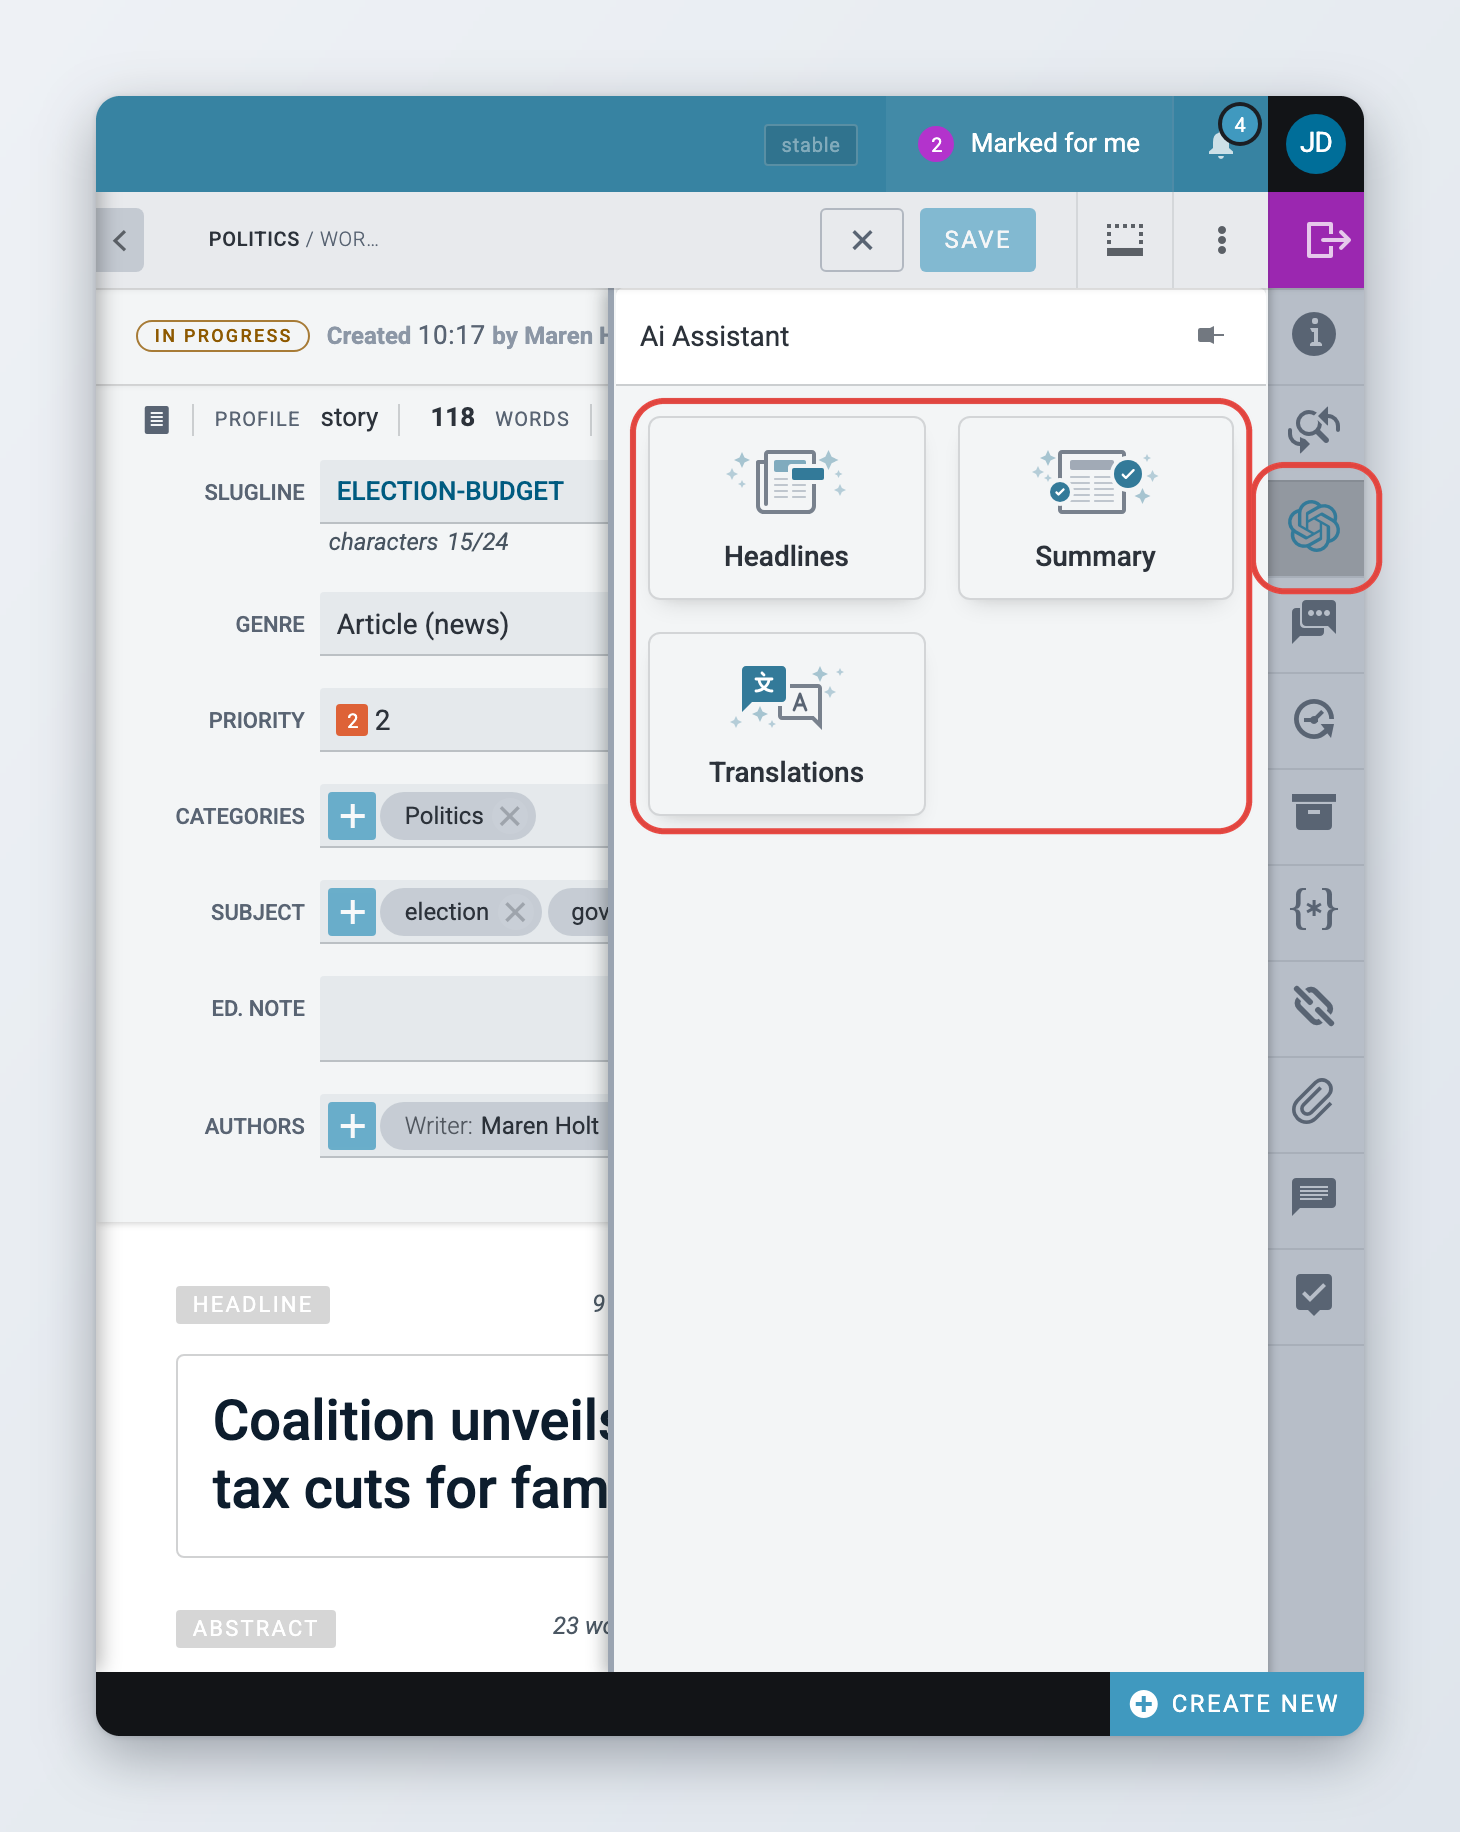 stable
2 Marked for me
4
JD
POLITICS / WOR...
SAVE
IN PROGRESS Created 10:17 by Maren
Ai Assistant
PROFILE story 118 WORDS
SLUGLINE ELECTION-BUDGET
characters 15/24
GENRE Article (news)
PRIORITY 2 2
CATEGORIES Politics
SUBJECT election gov
ED. NOTE
AUTHORS Writer: Maren Holt
Headlines
Summary
文 A
Translations
{*}
HEADLINE 9
Coalition unveils
tax cuts for fam
ABSTRACT 23 wo
CREATE NEW